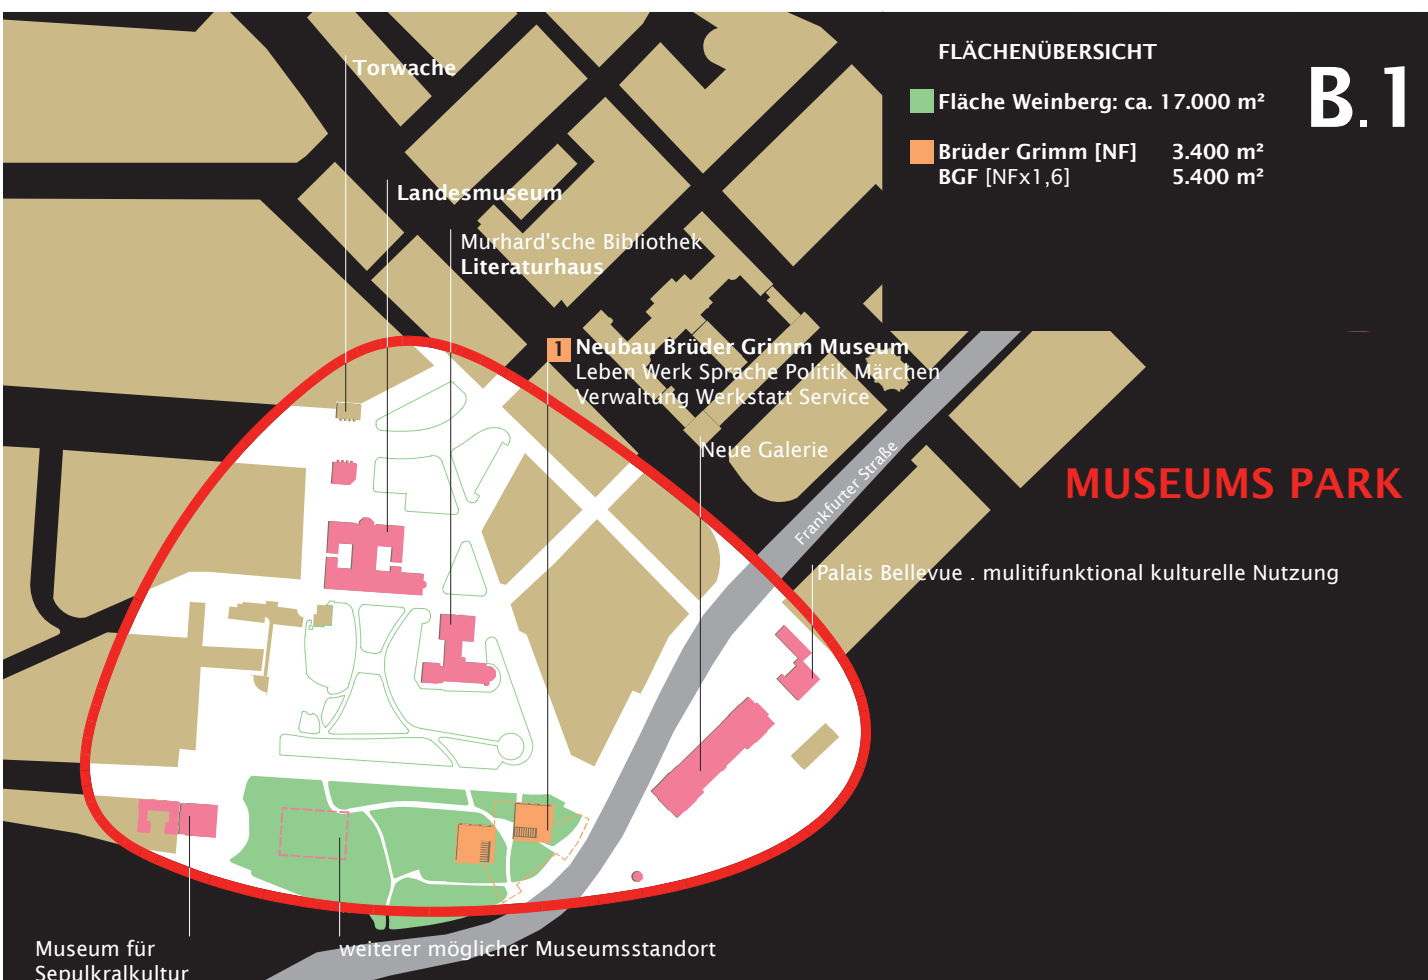 FLÄCHENÜBERSICHT
B.1
Fläche Weinberg: ca. 17.000 m²
Brüder Grimm [NF] 3.400 m²
BGF [NFx1,6] 5.400 m²
Torwache
Landesmuseum
Murhard'sche Bibliothek
Literaturhaus
1 Neubau Brüder Grimm Museum
Leben Werk Sprache Politik Märchen
Verwaltung Werkstatt Service
Neue Galerie
Frankfurter Straße
MUSEUMS PARK
Palais Bellevue . mulitifunktional kulturelle Nutzung
Museum für
Sepulkralkultur
weiterer möglicher Museumsstandort